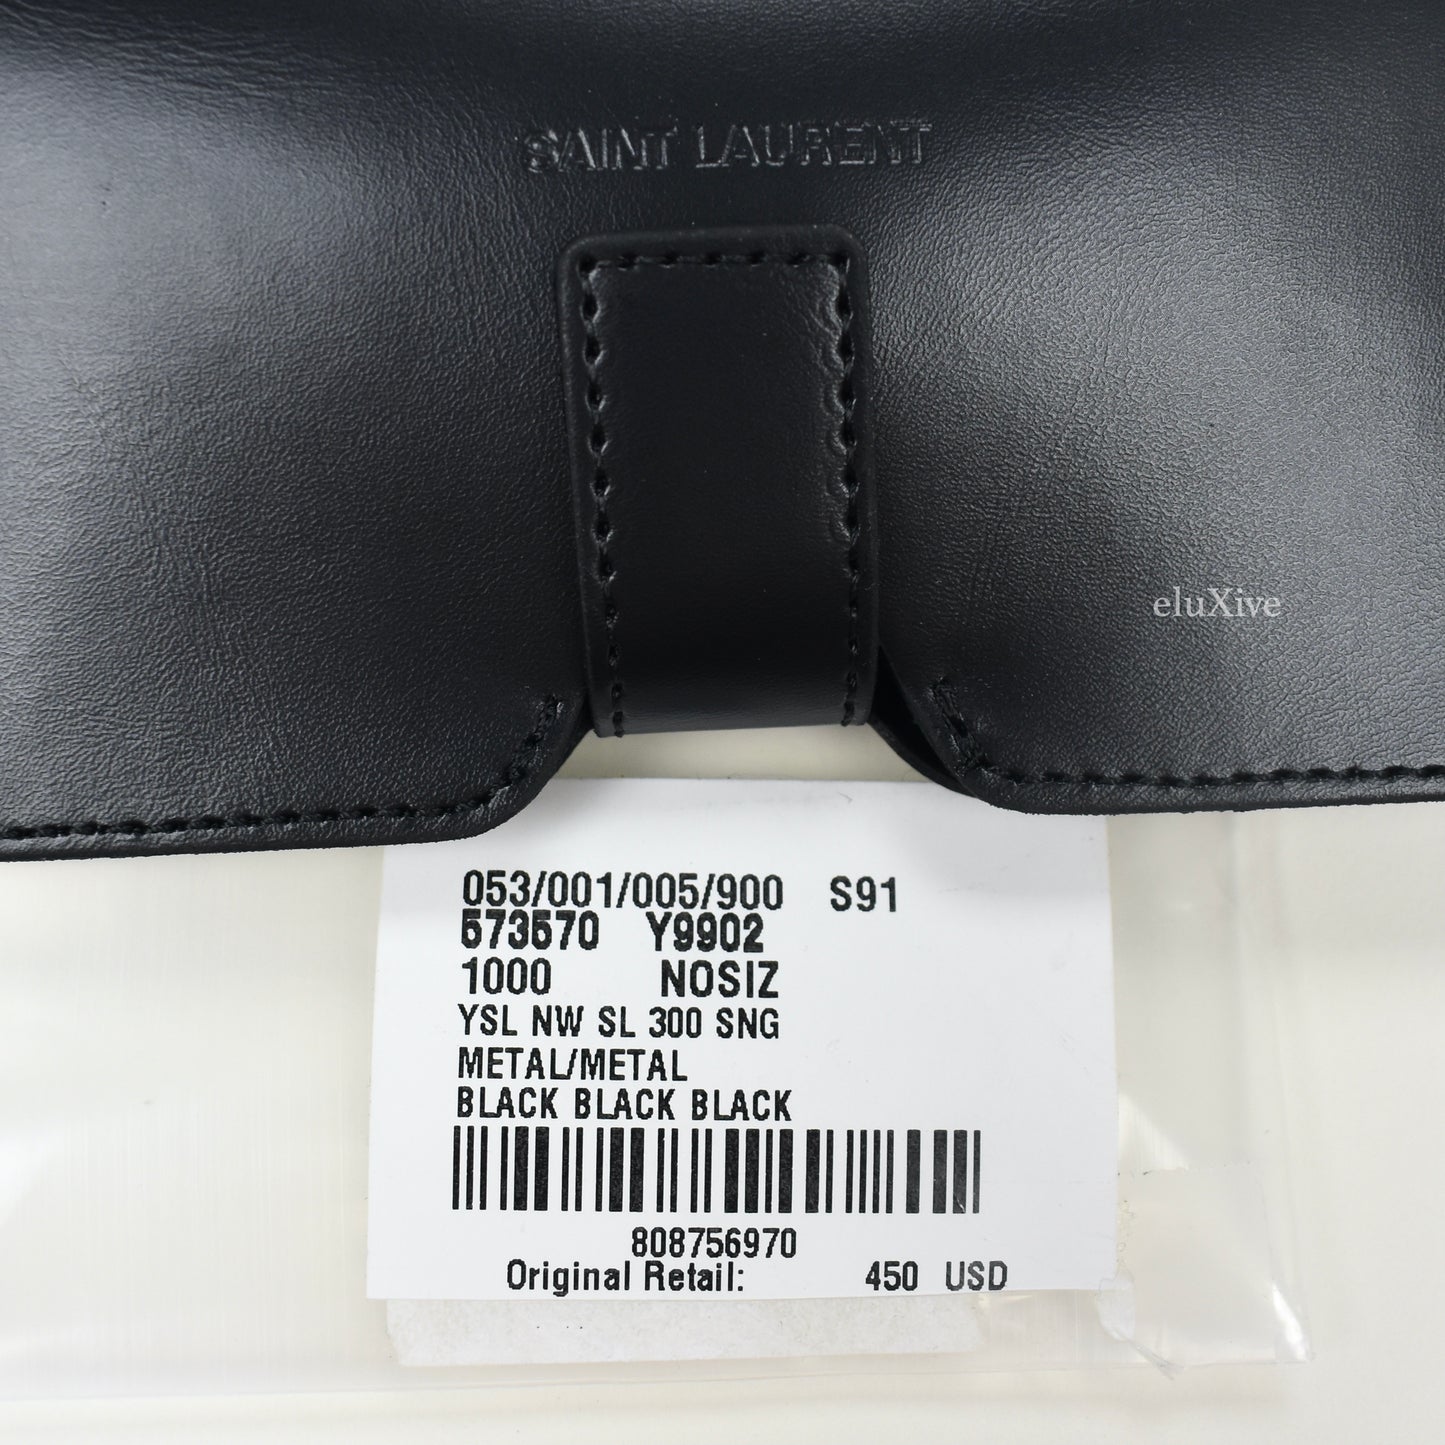 SAINT LAURENT
eluXive
053/001/005/900 S91
573570 Y9902
1000 NOSIZ
YSL NW SL 300 SNG
METAL/METAL
BLACK BLACK BLACK
808756970
Original Retail: 450 USD